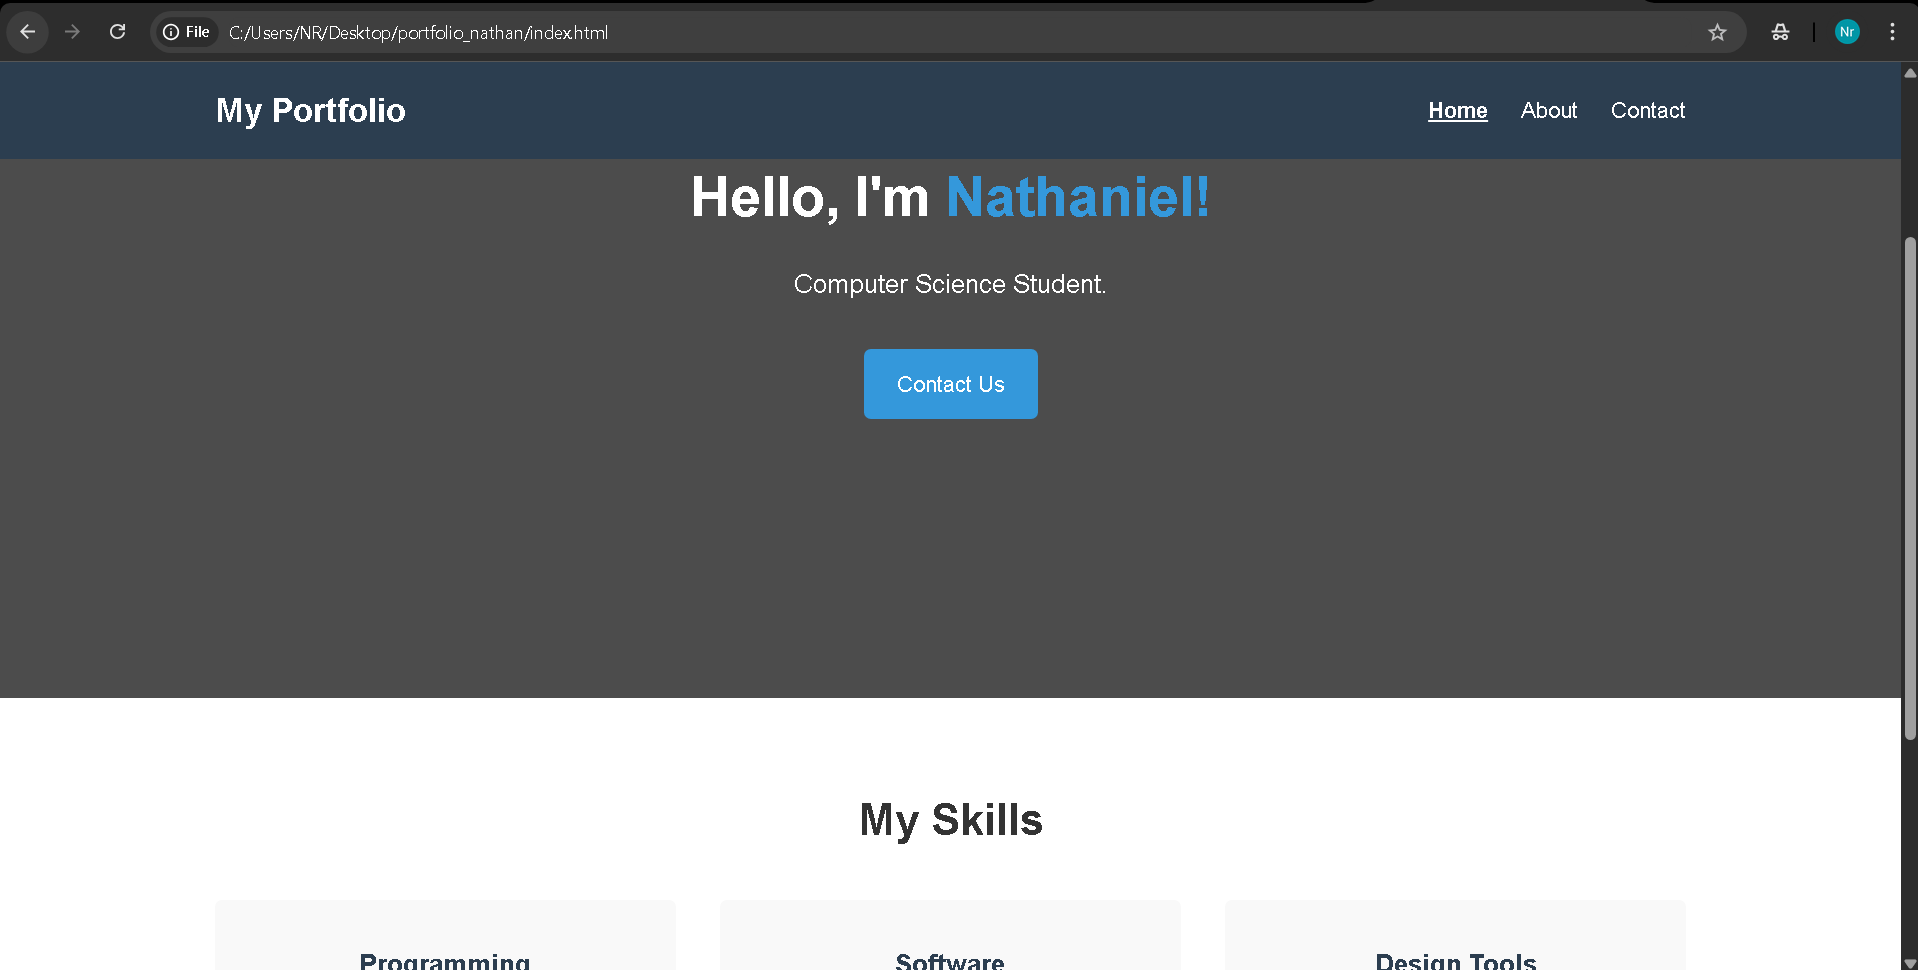 File C:/Users/NR/Desktop/portfolio_nathan/index.html
Nr
My Portfolio
Home About Contact
Hello, I'm Nathaniel!
Computer Science Student.
Contact Us
My Skills
Programming Software Design Tools